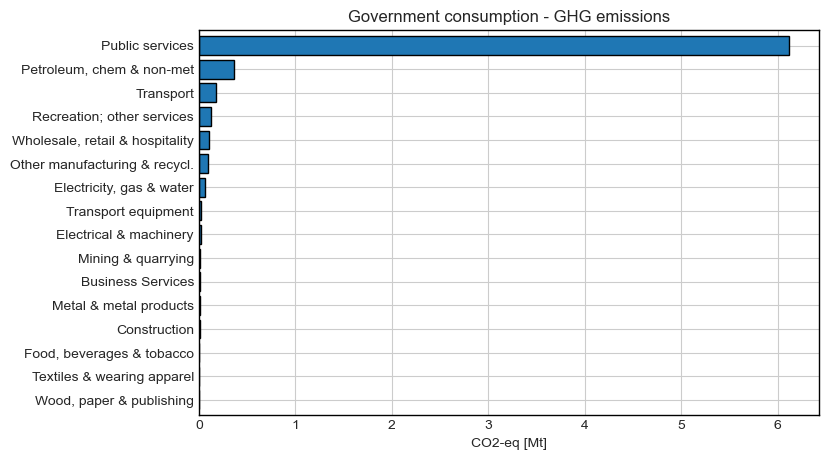 Government consumption - GHG emissions
Public services
Petroleum, chem & non-met
Transport
Recreation; other services
Wholesale, retail & hospitality
Other manufacturing & recycl.
Electricity, gas & water
Transport equipment
Electrical & machinery
Mining & quarrying
Business Services
Metal & metal products
Construction
Food, beverages & tobacco
Textiles & wearing apparel
Wood, paper & publishing
0 1 2 3 4 5 6
CO2-eq [Mt]